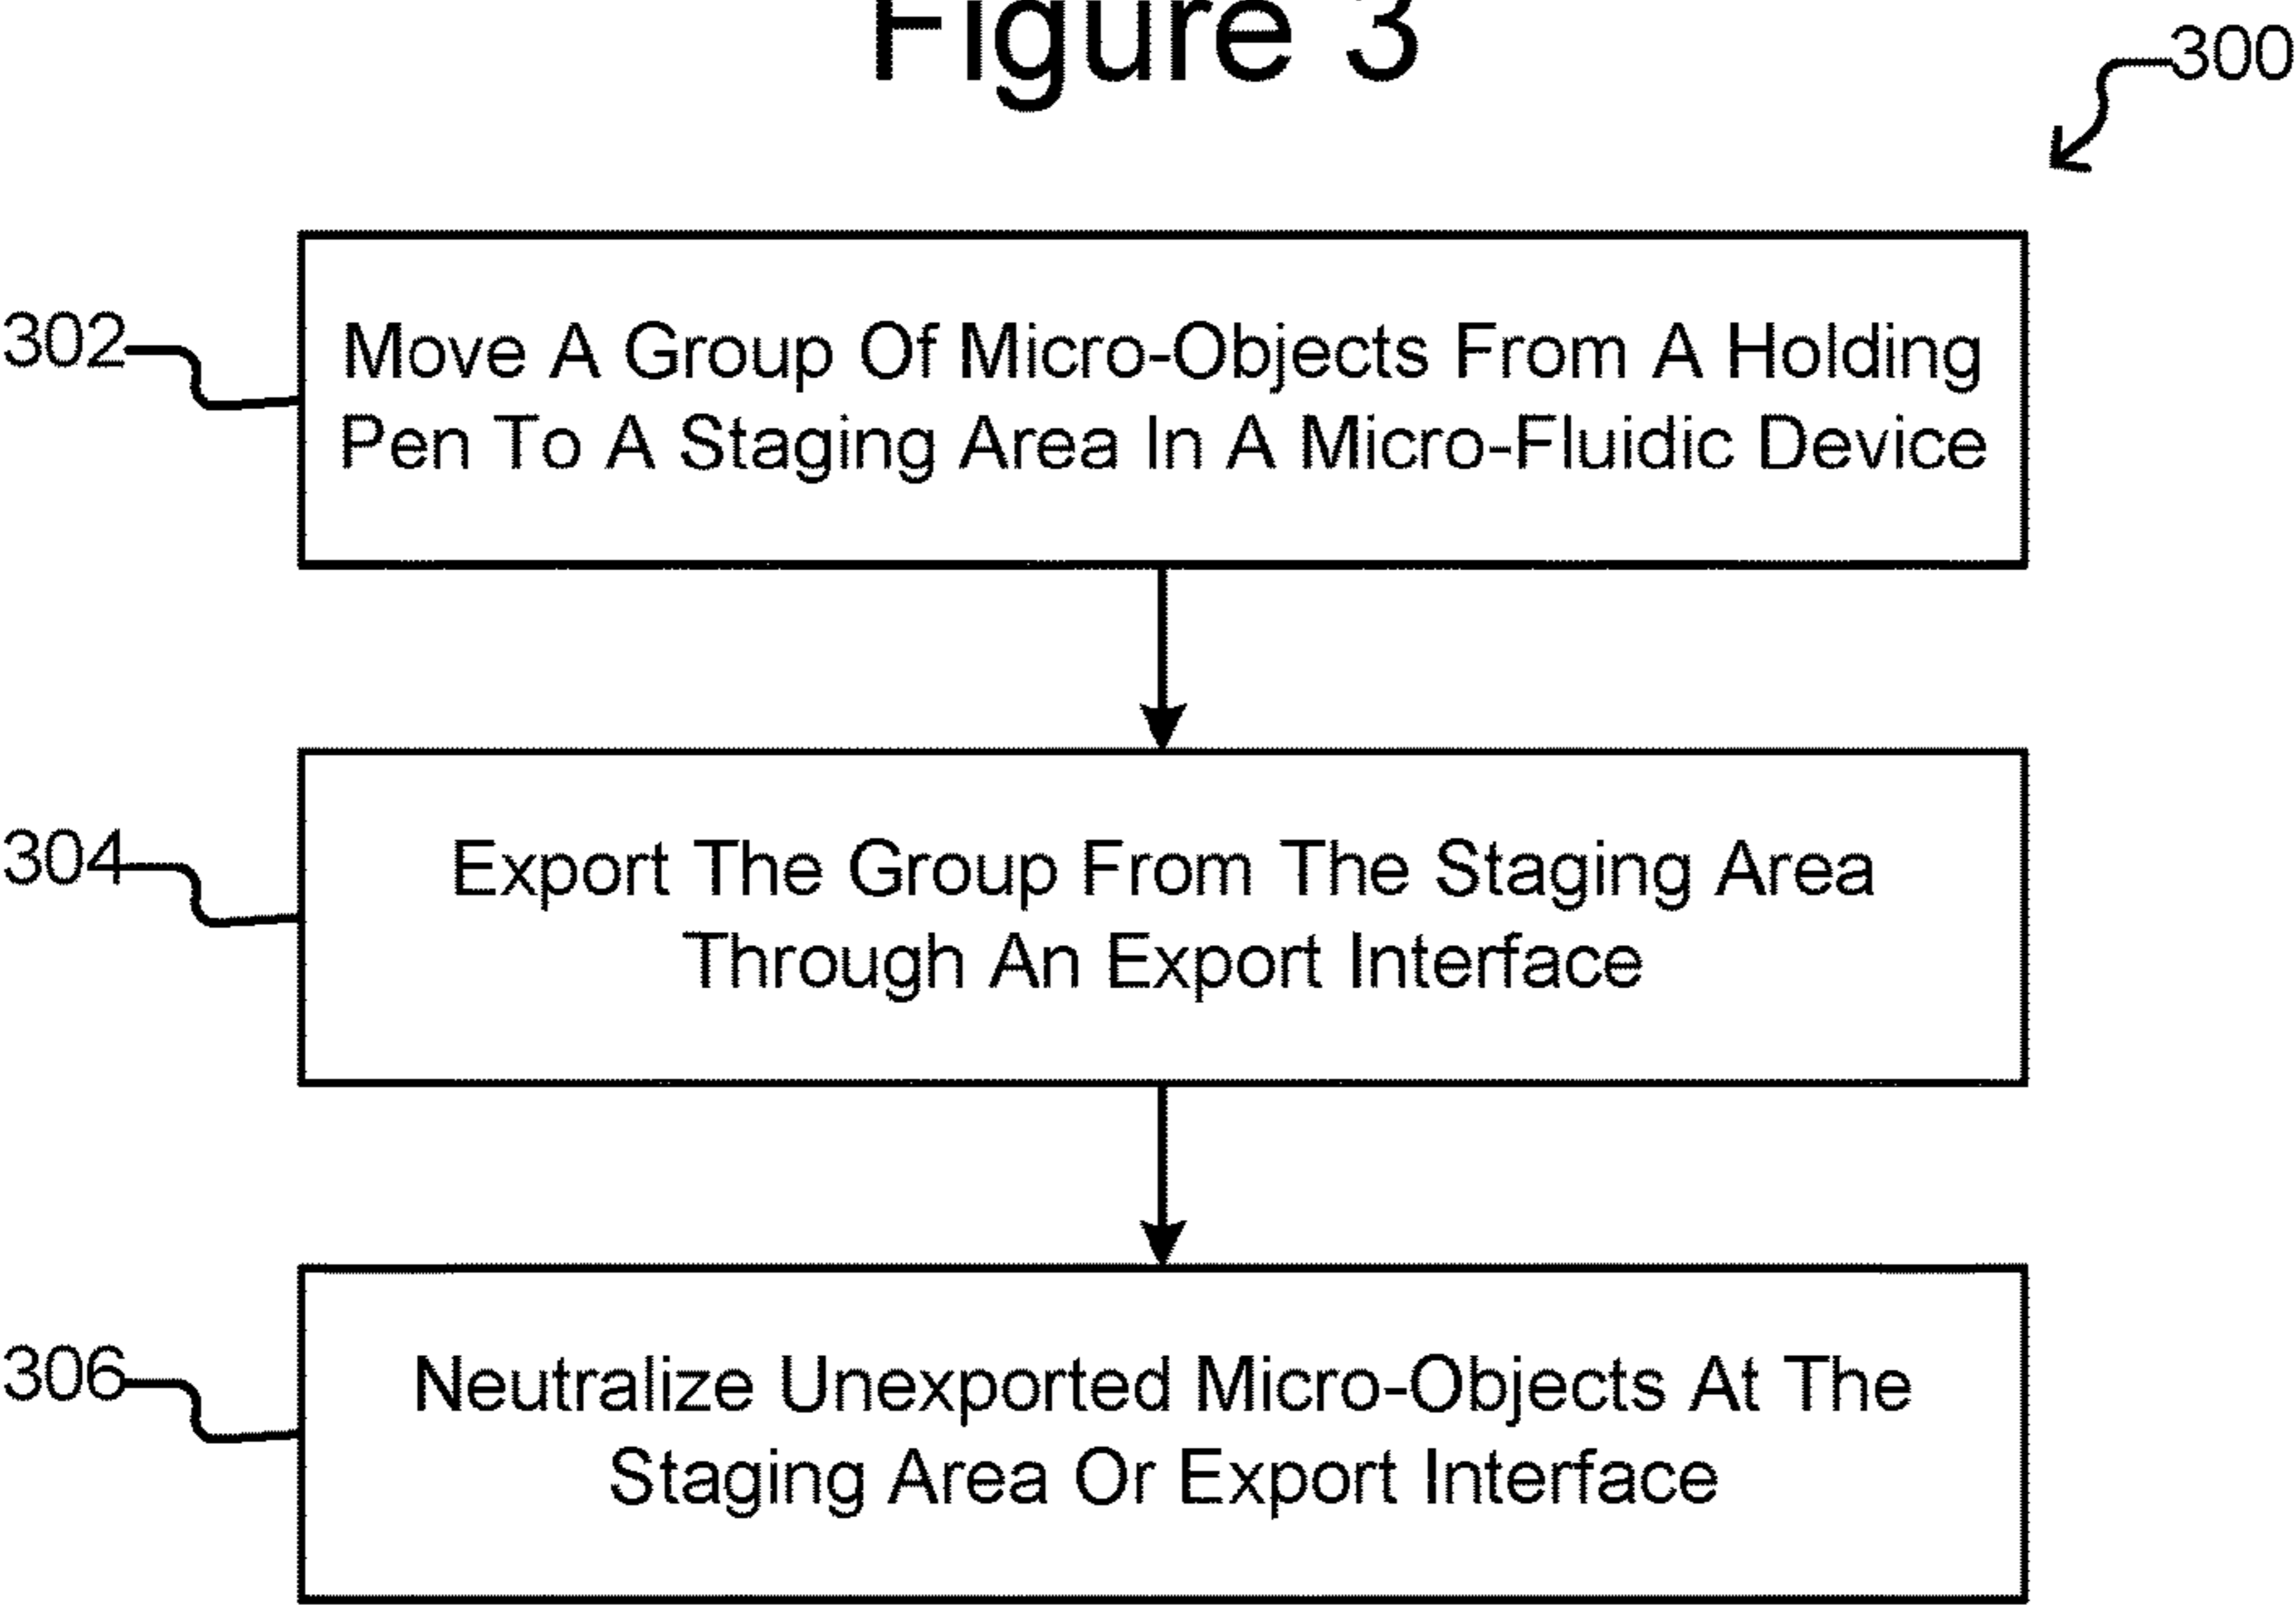 Figure 3
300
302
Move A Group Of Micro-Objects From A Holding
Pen To A Staging Area In A Micro-Fluidic Device
304
Export The Group From The Staging Area
Through An Export Interface
306
Neutralize Unexported Micro-Objects At The
Staging Area Or Export Interface